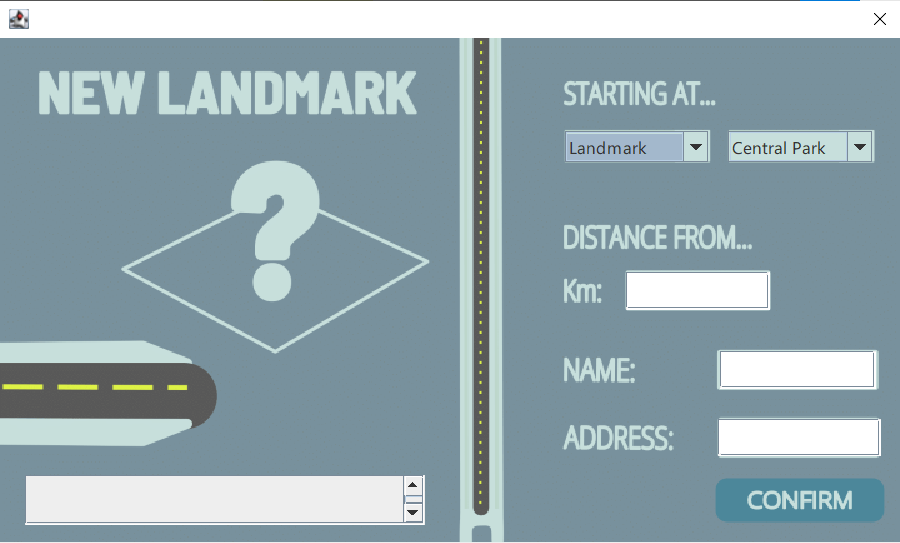 NEW LANDMARK
?
STARTING AT...
Landmark Central Park
DISTANCE FROM...
Km:
NAME:
ADDRESS:
CONFIRM